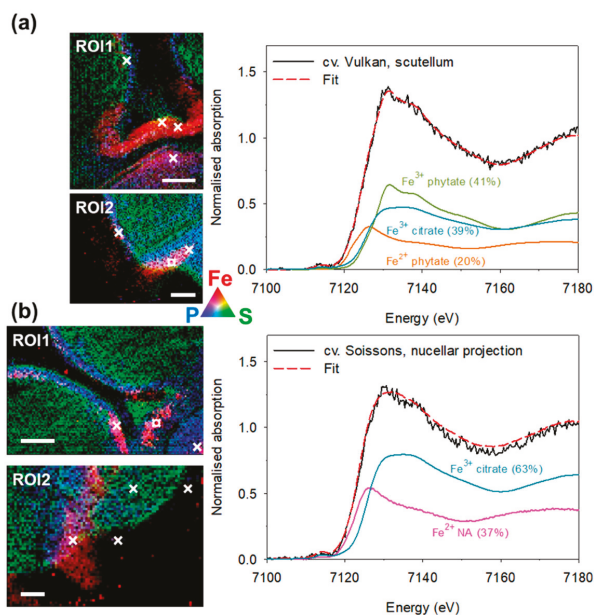 (a)
ROI1
ROI2
Fe
P
S
Normalised absorption
1.5
1.0
0.5
0.0
cv. Vulkan, scutellum
Fit
Fe³⁺ phytate (41%)
Fe³⁺ citrate (39%)
Fe²⁺ phytate (20%)
7100 7120 7140 7160 7180
Energy (eV)
(b)
ROI1
ROI2
Normalised absorption
1.5
1.0
0.5
0.0
cv. Soissons, nucellar projection
Fit
Fe³⁺ citrate (63%)
Fe²⁺ NA (37%)
7100 7120 7140 7160 7180
Energy (eV)